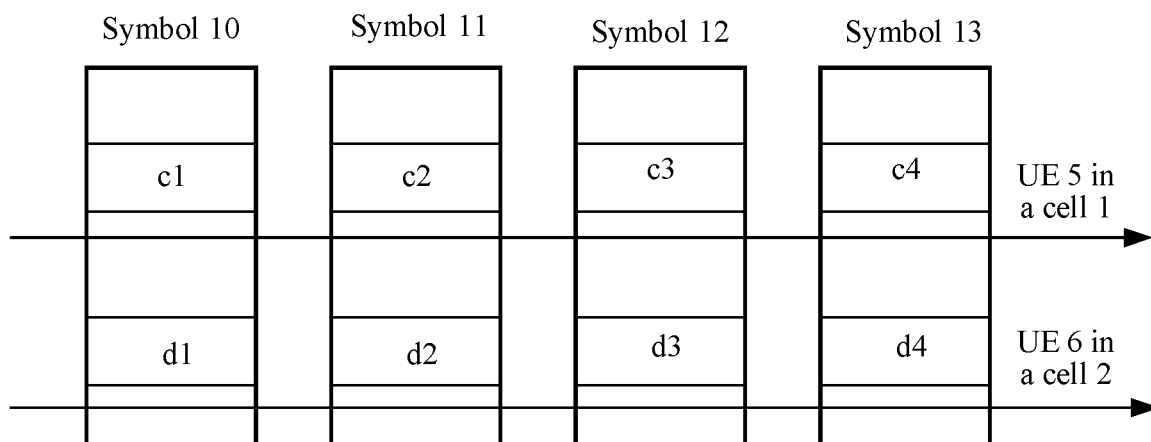 Symbol 10
Symbol 11
Symbol 12
Symbol 13
c1
c2
c3
c4
UE 5 in
a cell 1
d1
d2
d3
d4
UE 6 in
a cell 2